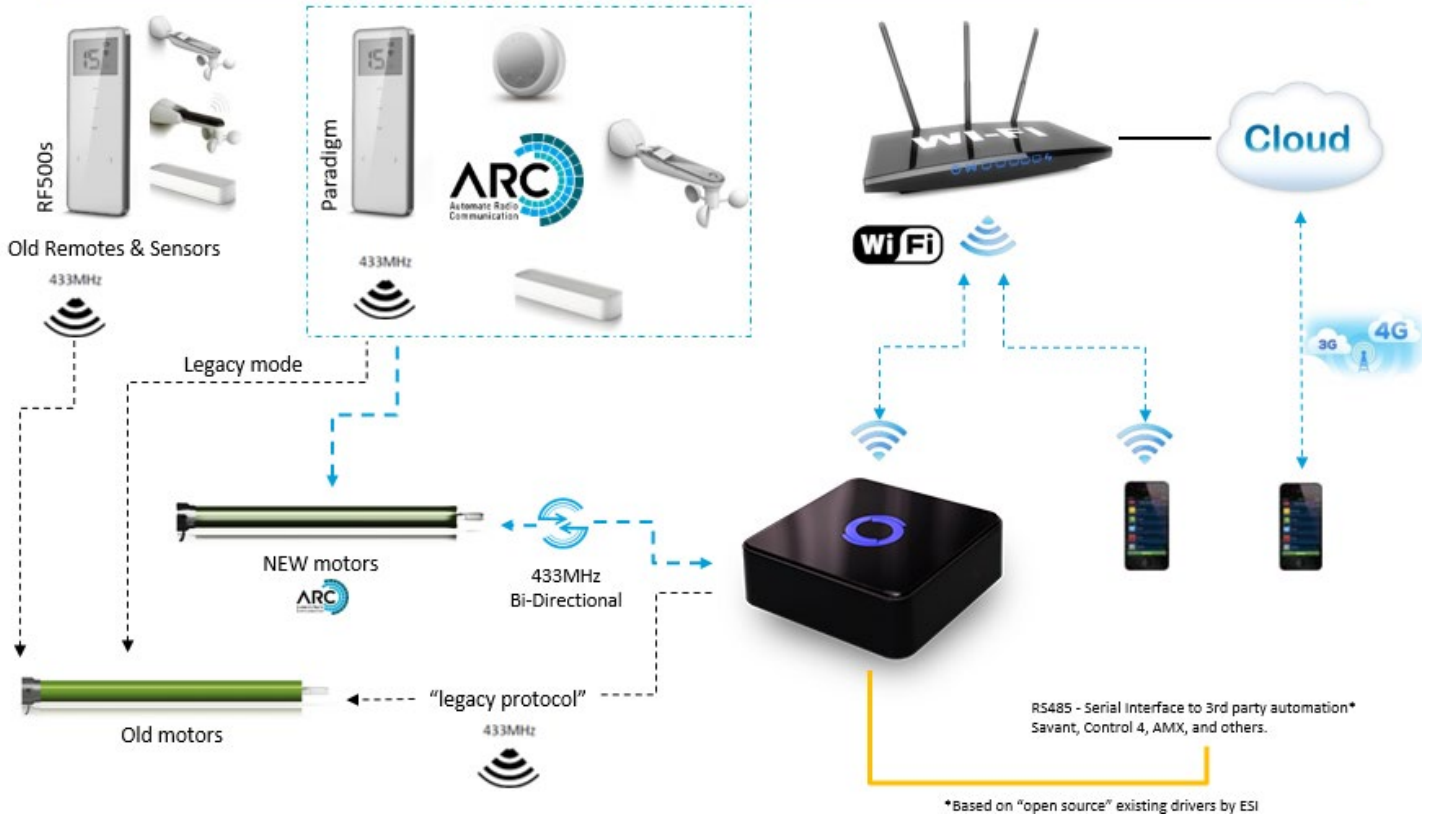 RF500s
Old Remotes & Sensors
433MHz
Paradigm
ARC
Automate Radio
Communication
433MHz
Legacy mode
NEW motors
ARC
433MHz
Bi-Directional
Old motors
"legacy protocol"
433MHz
WI-FI
Wi Fi
Cloud
3G
4G
RS485 - Serial Interface to 3rd party automation*
Savant, Control 4, AMX, and others.
*Based on "open source" existing drivers by ESI